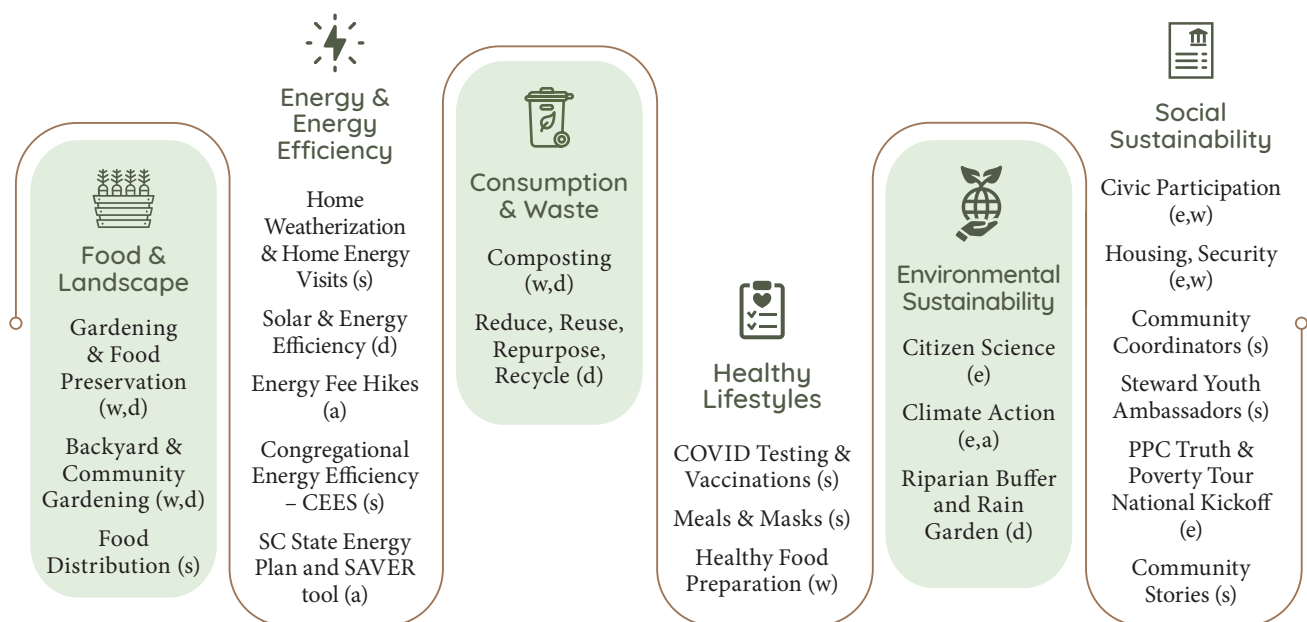 Food &
Landscape
Gardening
& Food
Preservation
(w,d)
Backyard &
Community
Gardening (w,d)
Food
Distribution (s)
Energy &
Energy
Efficiency
Home
Weatherization
& Home Energy
Visits (s)
Solar & Energy
Efficiency (d)
Energy Fee Hikes
(a)
Congregational
Energy Efficiency
– CEES (s)
SC State Energy
Plan and SAVER
tool (a)
Consumption
& Waste
Composting
(w,d)
Reduce, Reuse,
Repurpose,
Recycle (d)
Healthy
Lifestyles
COVID Testing &
Vaccinations (s)
Meals & Masks (s)
Healthy Food
Preparation (w)
Environmental
Sustainability
Citizen Science
(e)
Climate Action
(e,a)
Riparian Buffer
and Rain
Garden (d)
Social
Sustainability
Civic Participation
(e,w)
Housing, Security
(e,w)
Community
Coordinators (s)
Steward Youth
Ambassadors (s)
PPC Truth &
Poverty Tour
National Kickoff
(e)
Community
Stories (s)